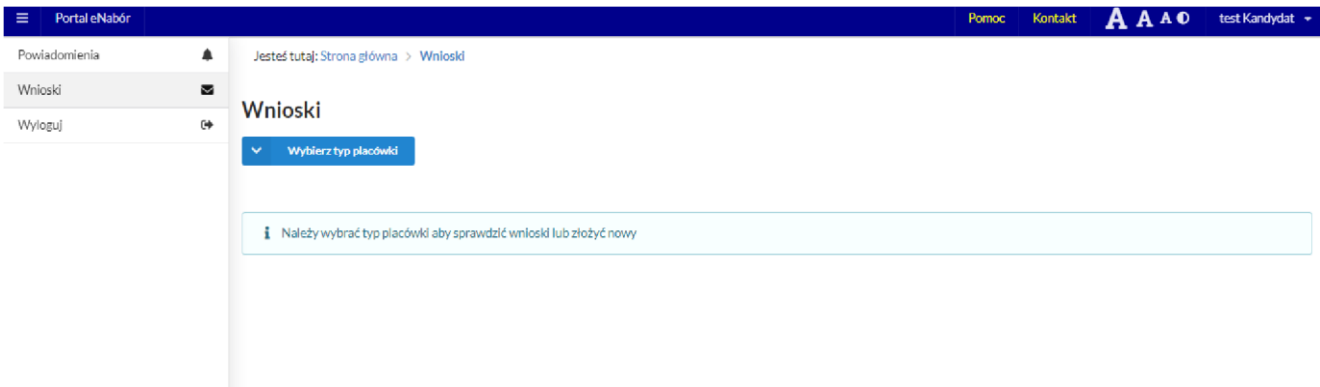 Portal eNabór
Pomoc Kontakt A A A test Kandydat
Powiadomienia
Wnioski
Wyloguj
Jesteś tutaj: Strona główna > Wnioski
Wnioski
Wybierz typ placówki
Należy wybrać typ placówki aby sprawdzić wnioski lub złożyć nowy